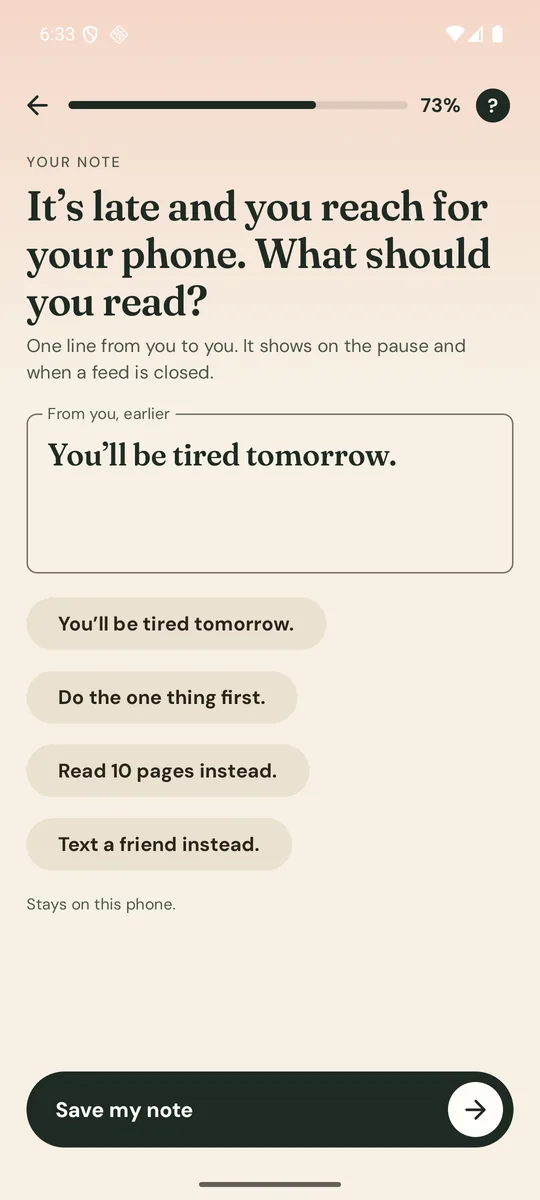 6:33
73%
?
YOUR NOTE
It’s late and you reach for
your phone. What should
you read?
One line from you to you. It shows on the pause and
when a feed is closed.
From you, earlier
You’ll be tired tomorrow.
You’ll be tired tomorrow.
Do the one thing first.
Read 10 pages instead.
Text a friend instead.
Stays on this phone.
Save my note